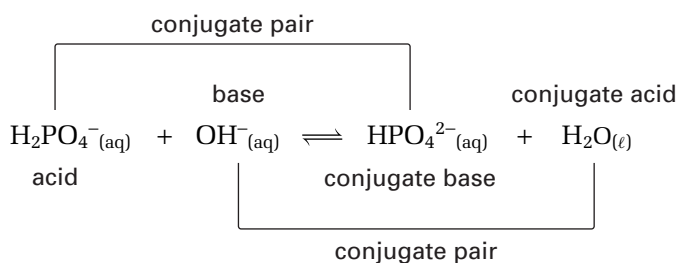 conjugate pair
base conjugate acid
H₂PO₄⁻(aq) + OH⁻(aq) ⇌ HPO₄²⁻(aq) + H₂O(ℓ)
acid conjugate base
conjugate pair